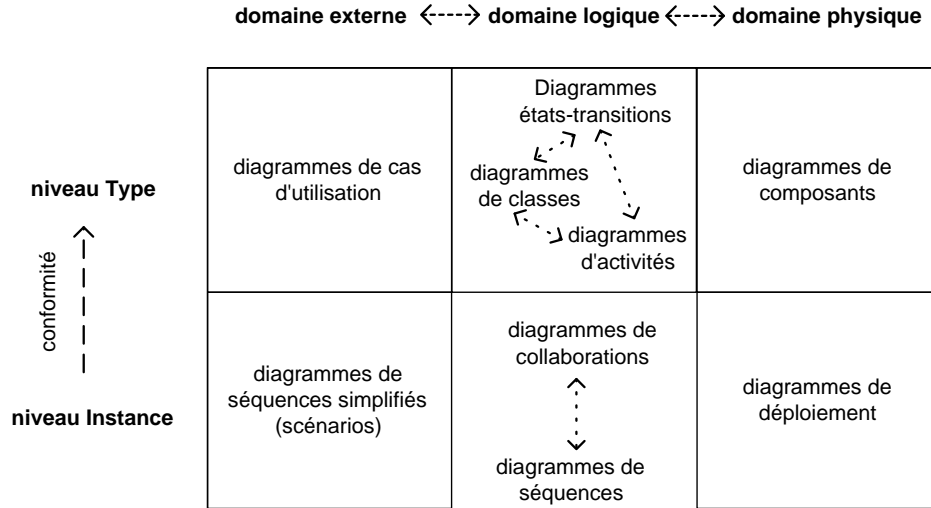 domaine externe
domaine logique
domaine physique
Diagrammes
états-transitions
diagrammes de cas
d'utilisation
diagrammes
de classes
diagrammes
d'activités
diagrammes de
composants
niveau Type
conformité
niveau Instance
diagrammes de
séquences simplifiés
(scénarios)
diagrammes de
collaborations
diagrammes de
séquences
diagrammes de
déploiement